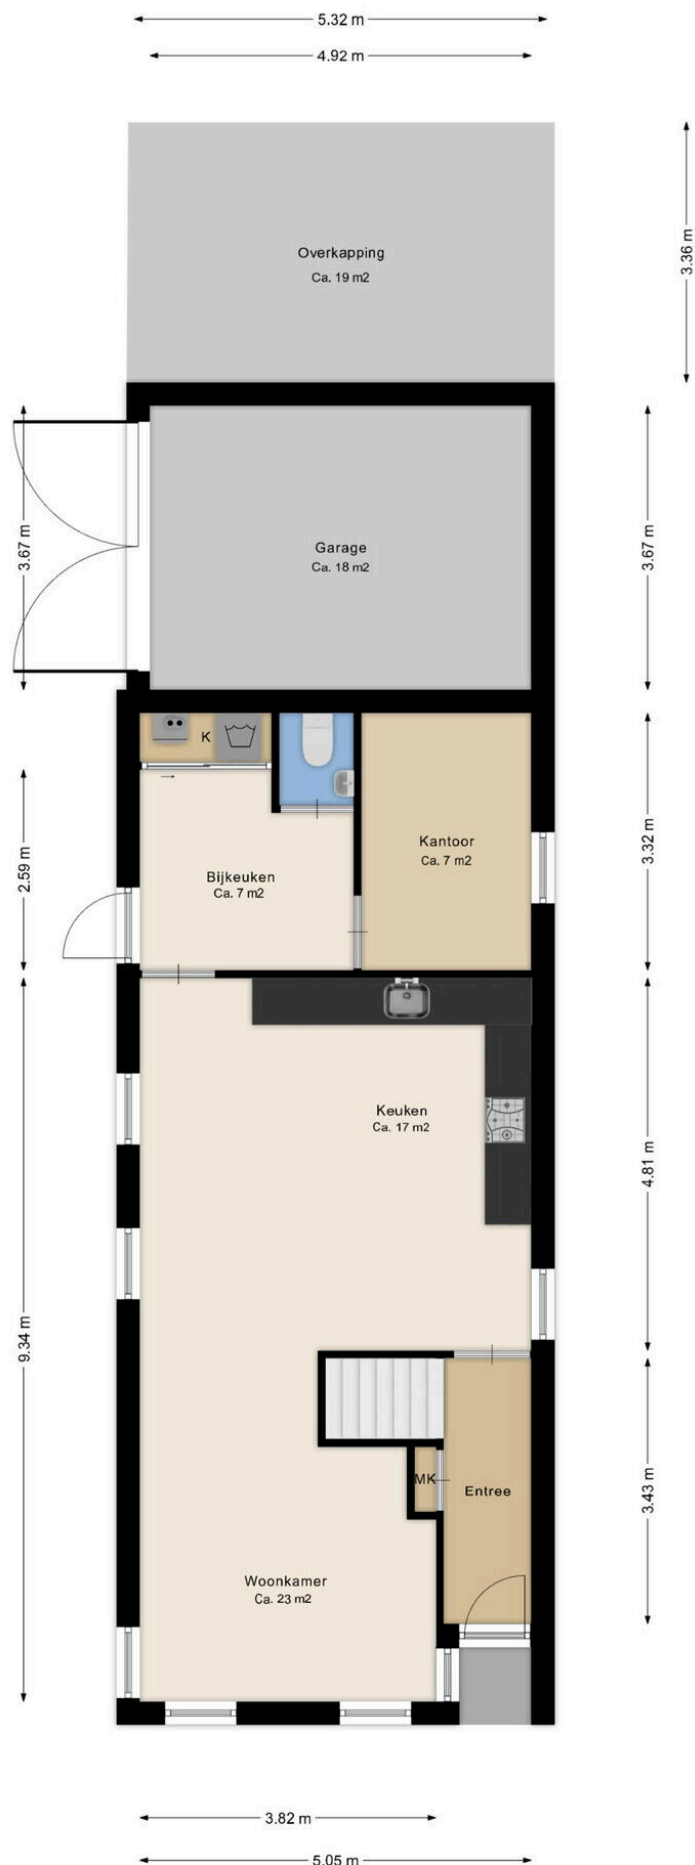 5.32 m
4.92 m
Overkapping
Ca. 19 m2
3.36 m
Garage
Ca. 18 m2
3.67 m
3.67 m
K
Kantoor
Ca. 7 m2
Bijkeuken
Ca. 7 m2
2.59 m
3.32 m
Keuken
Ca. 17 m2
4.81 m
9.34 m
MK
Entree
3.43 m
Woonkamer
Ca. 23 m2
3.82 m
5.05 m